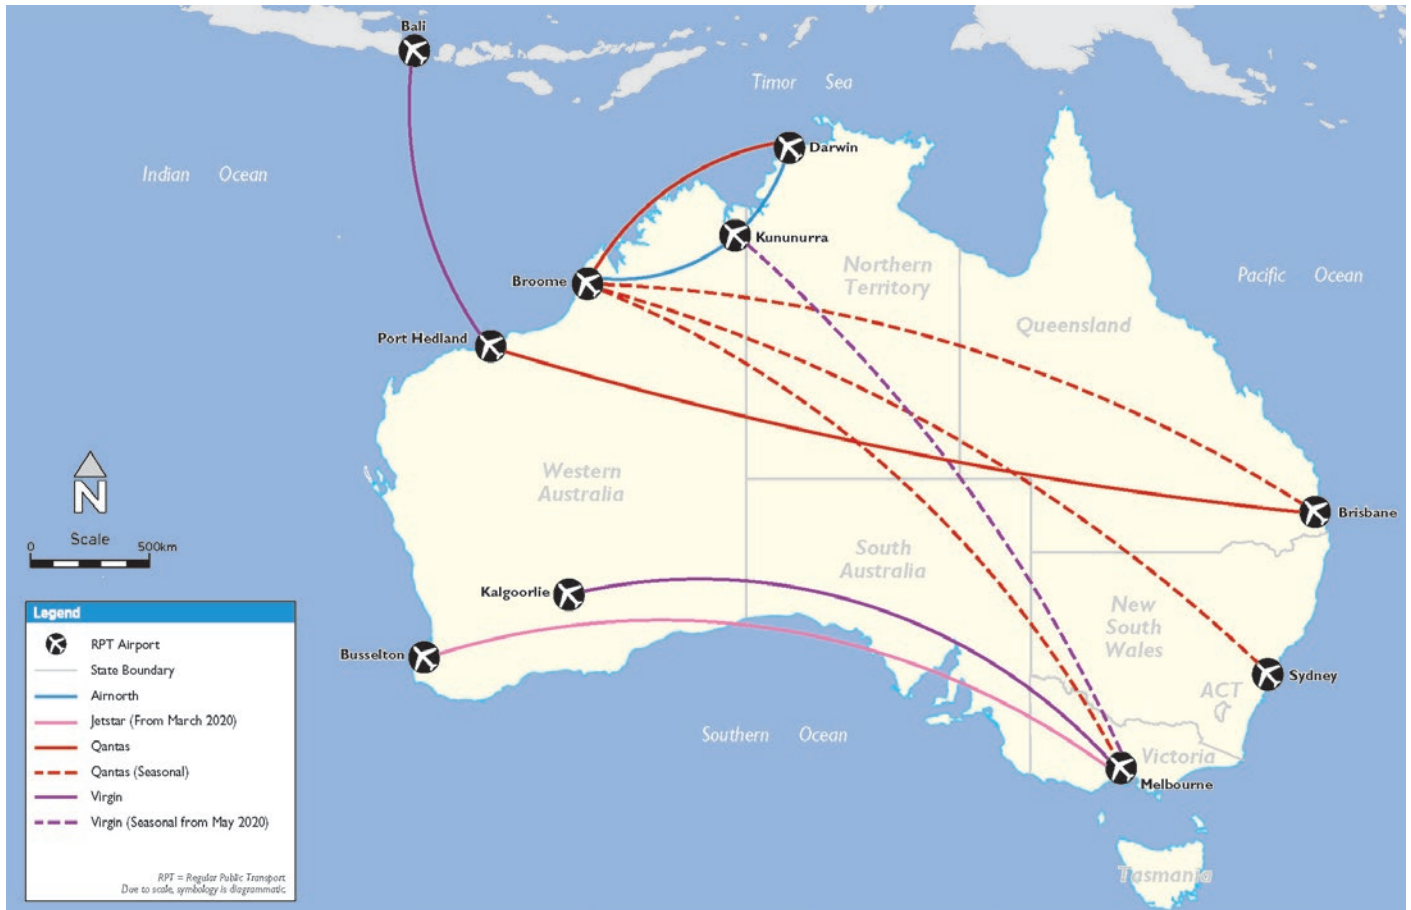 Bali
Timor Sea
Darwin
Indian Ocean
Kununurra
Northern
Territory
Pacific Ocean
Broome
Queensland
Port Hedland
Western
Australia
N
Scale
0 500km
Brisbane
South
Australia
Kalgoorlie
New
South
Wales
Busselton
Sydney
ACT
Southern Ocean
Victoria
Melbourne
Tasmania
Legend
RPT Airport
State Boundary
Airnorth
Jetstar (From March 2020)
Qantas
Qantas (Seasonal)
Virgin
Virgin (Seasonal from May 2020)
RPT = Regular Public Transport
Due to scale, symbology is diagrammatic.